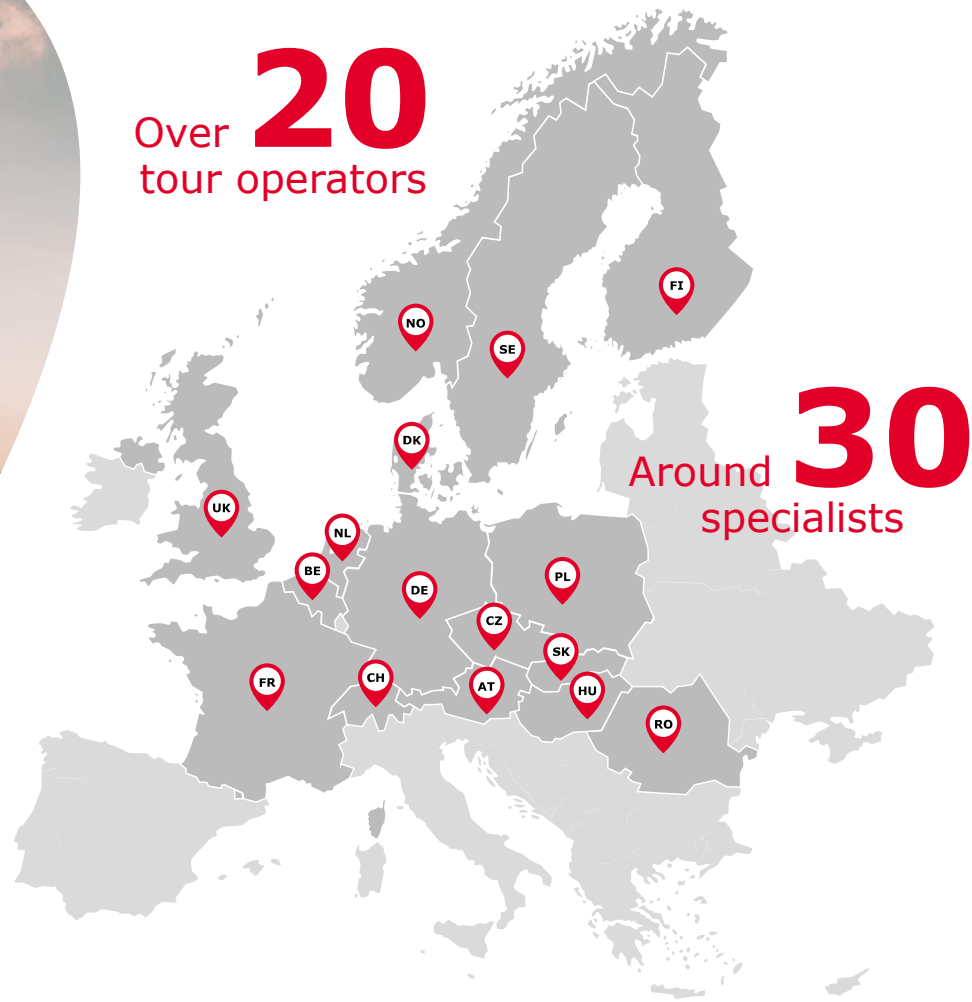 Over 20
tour operators
FI
NO
SE
Around 30
specialists
DK
UK
NL
BE
PL
DE
CZ
SK
FR
CH
AT
HU
RO